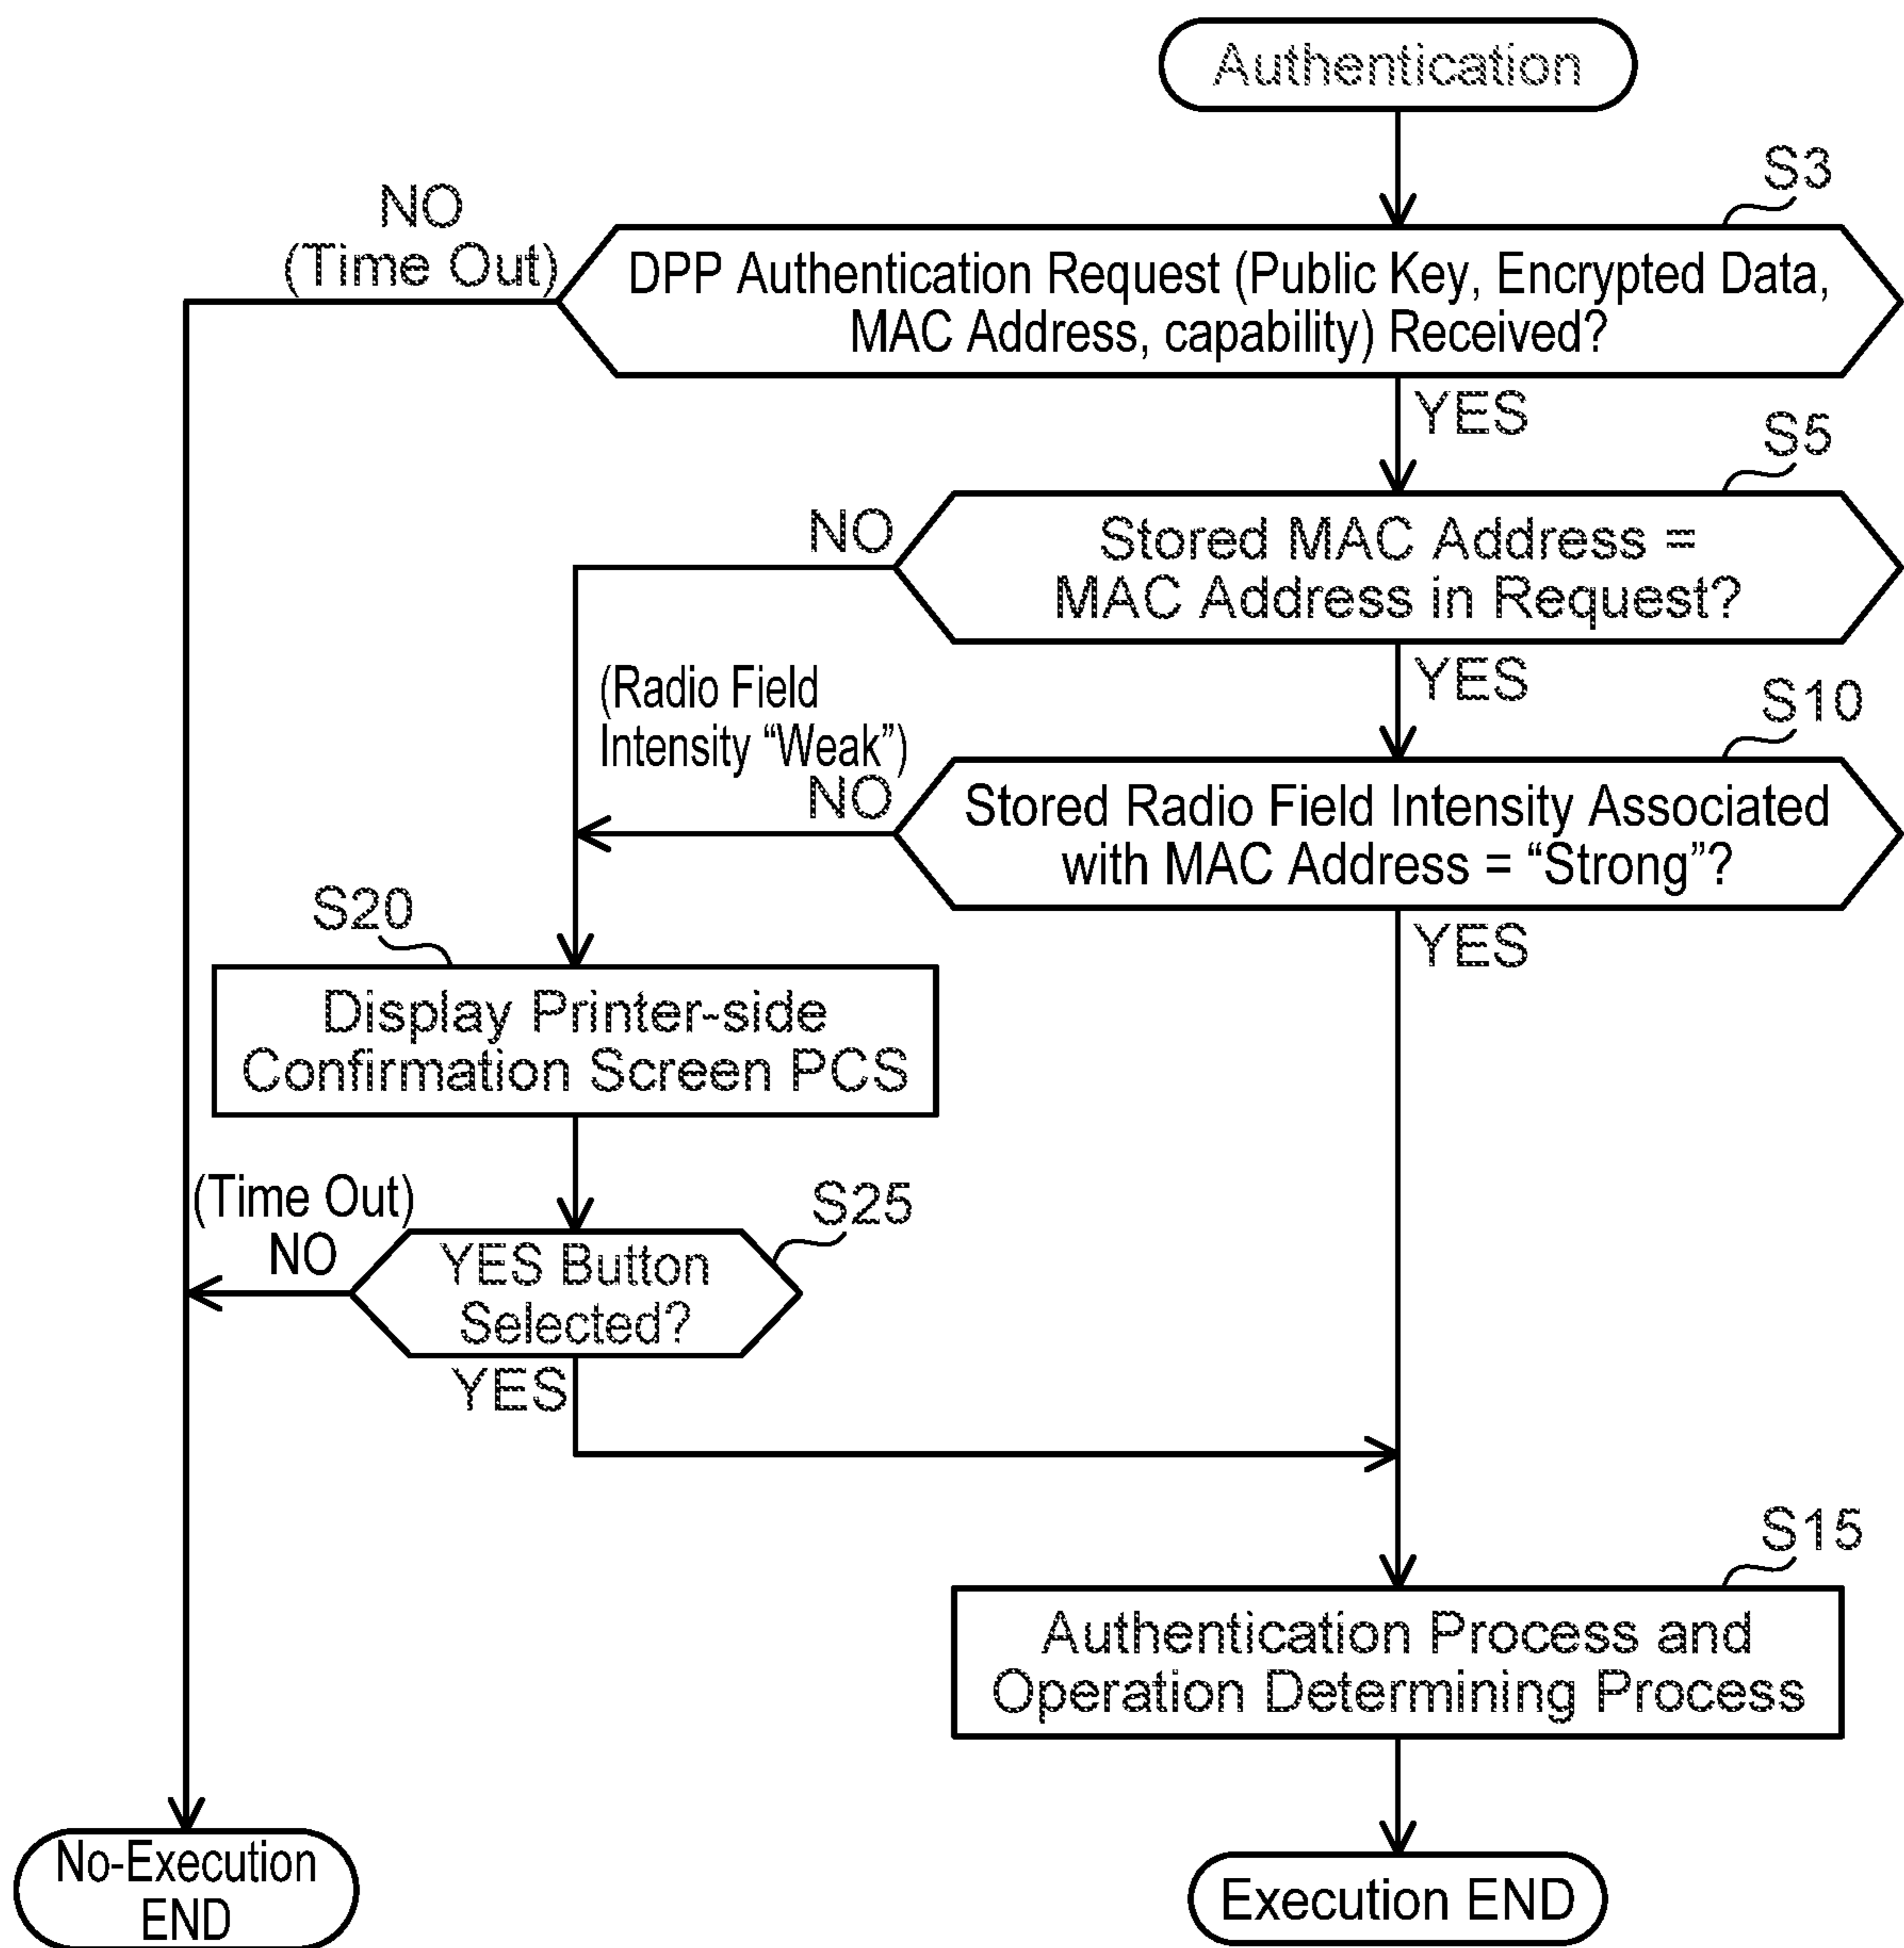 Authentication
S3
NO
(Time Out)
DPP Authentication Request (Public Key, Encrypted Data,
MAC Address, capability) Received?
YES
S5
NO
Stored MAC Address =
MAC Address in Request?
YES
S10
(Radio Field
Intensity “Weak”)
NO
Stored Radio Field Intensity Associated
with MAC Address = “Strong”?
YES
S20
Display Printer-side
Confirmation Screen PCS
(Time Out)
NO
S25
YES Button
Selected?
YES
S15
Authentication Process and
Operation Determining Process
No-Execution
END
Execution END